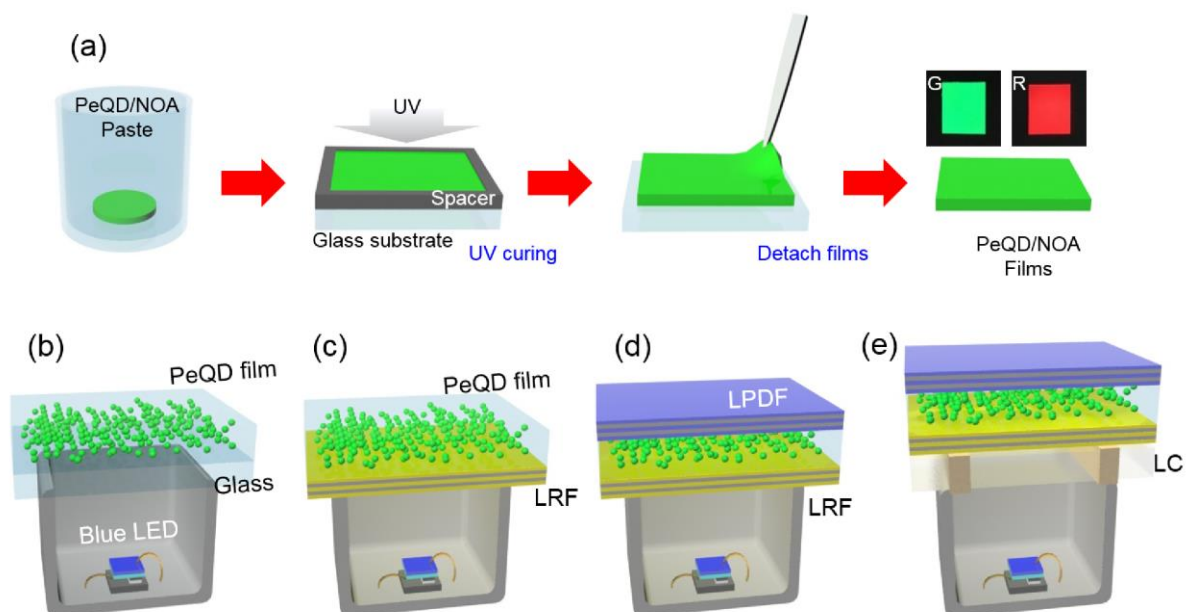 (a)
PeQD/NOA
Paste
UV
Spacer
Glass substrate
UV curing
Detach films
G
R
PeQD/NOA
Films
(b)
PeQD film
Glass
Blue LED
(c)
PeQD film
LRF
(d)
LPDF
LRF
(e)
LC